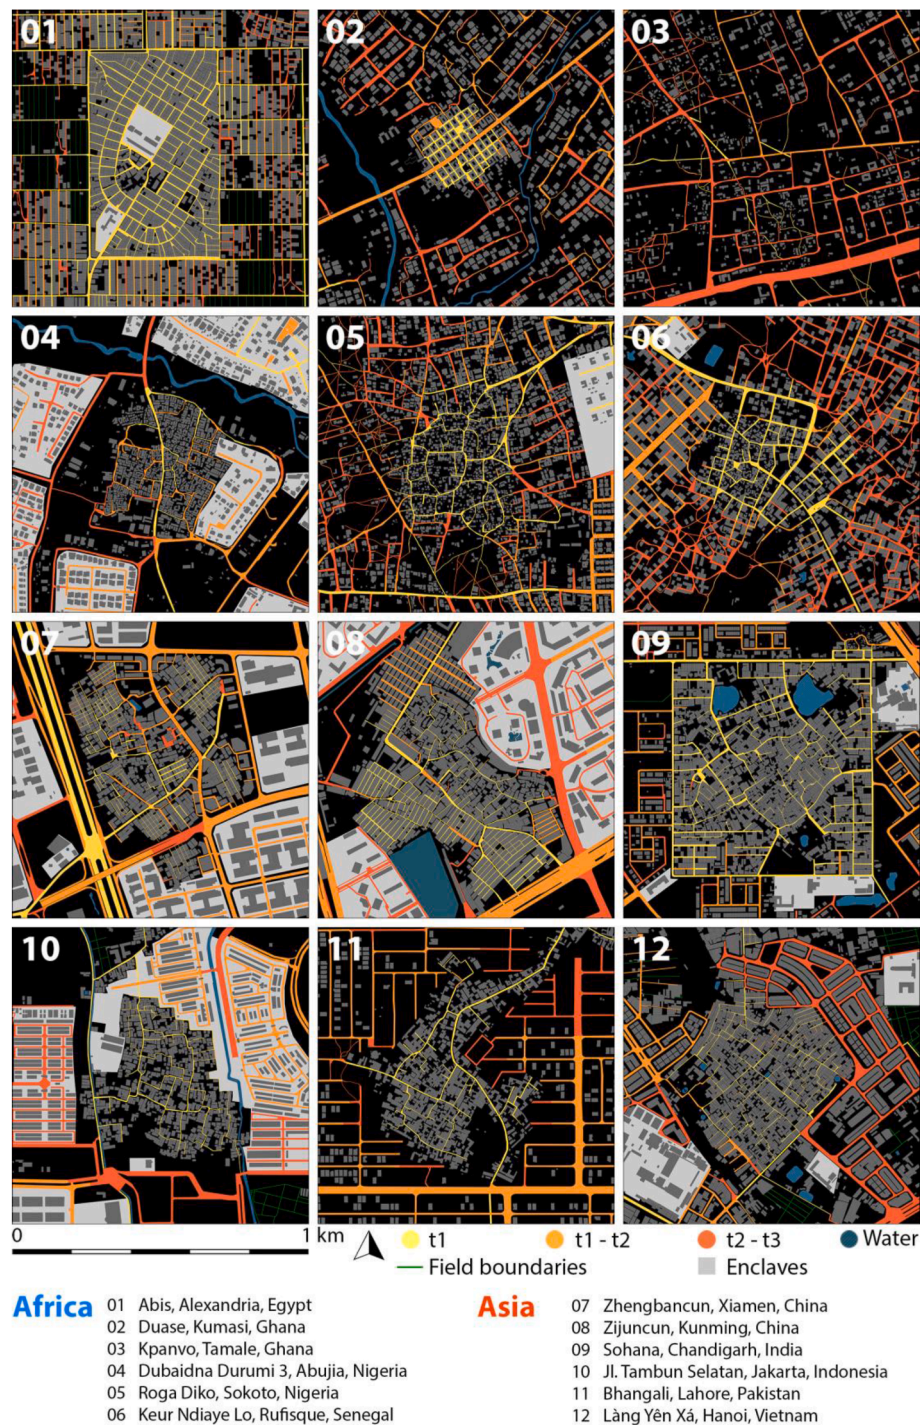 01
02
03
04
05
06
07
08
09
10
11
12
0 1 km
t1 t1 - t2 t2 - t3 Water
Field boundaries Enclaves
Africa
01 Abis, Alexandria, Egypt
02 Duase, Kumasi, Ghana
03 Kpanvo, Tamale, Ghana
04 Dubaidna Durumi 3, Abujia, Nigeria
05 Roga Diko, Sokoto, Nigeria
06 Keur Ndiaye Lo, Rufisque, Senegal
Asia
07 Zhengbancun, Xiamen, China
08 Zijuncun, Kunming, China
09 Sohana, Chandigarh, India
10 Jl. Tambun Selatan, Jakarta, Indonesia
11 Bhangali, Lahore, Pakistan
12 Làng Yên Xá, Hanoi, Vietnam